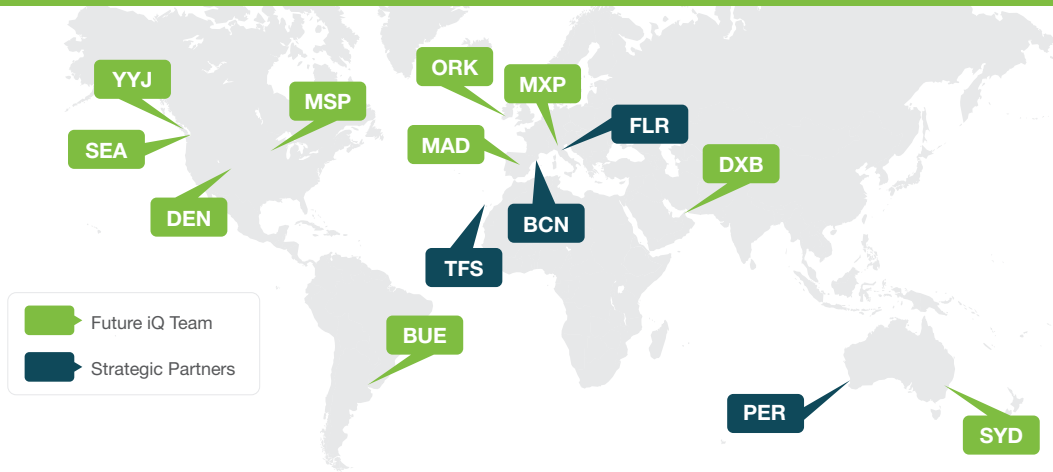 ORK
YYJ
MXP
MSP
FLR
MAD
SEA
DXB
DEN
BCN
TFS
Future iQ Team
BUE
Strategic Partners
PER
SYD